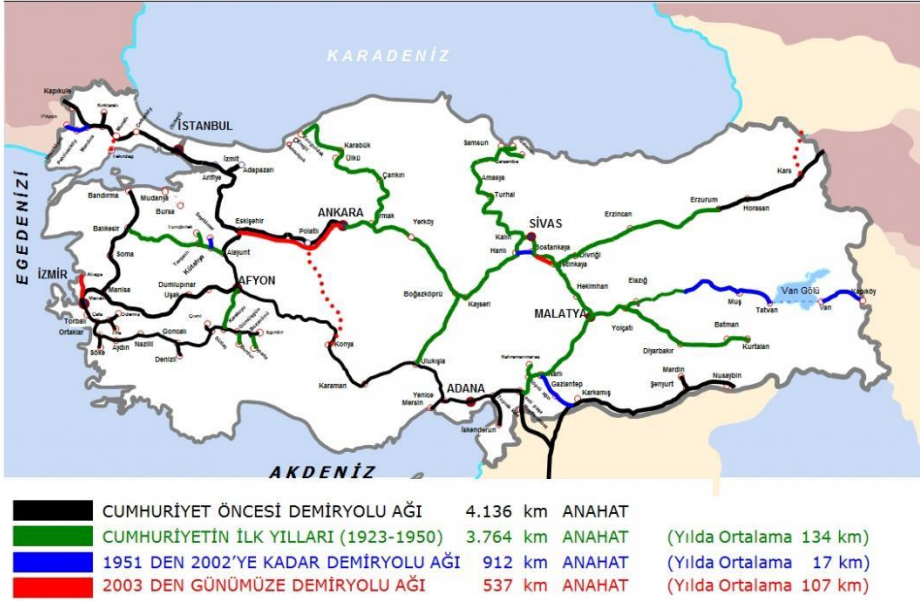 KARADENİZ
EGEDENİZİ
AKDENİZ
Kapıkule
İSTANBUL
İzmit
Adapazarı
Arifiye
Bandırma
Mudanya
Bursa
Balıkesir
Eskişehir
Alayunt
Kütahya
Tavşanlı
Soma
Manisa
İZMİR
Dumlupınar
Uşak
AFYON
Torbalı
Ortaklar
Söke
Aydın
Nazilli
Goncalı
Denizli
Polatlı
ANKARA
Irmak
Yerköy
Çankırı
Karabük
Ülkü
Zonguldak
Konya
Karaman
Ulukışla
Boğazköprü
Kayseri
Yenice
Mersin
ADANA
İskenderun
Samsun
Amasya
Turhal
Kalın
SİVAS
Hanlı
Bostankaya
Çetinkaya
Divriği
Erzincan
Erzurum
Horasan
Kars
Hekimhan
MALATYA
Yolçatı
Elazığ
Muş
Tatvan
Van Gölü
Van
Kapıköy
Diyarbakır
Batman
Kurtalan
Kahramanmaraş
Narlı
Gaziantep
Karkamış
Şenyurt
Mardin
Nusaybin
CUMHURİYET ÖNCESİ DEMİRYOLU AĞI 4.136 km ANAHAT
CUMHURİYETİN İLK YILLARI (1923-1950) 3.764 km ANAHAT (Yılda Ortalama 134 km)
1951 DEN 2002'YE KADAR DEMİRYOLU AĞI 912 km ANAHAT (Yılda Ortalama 17 km)
2003 DEN GÜNÜMÜZE DEMİRYOLU AĞI 537 km ANAHAT (Yılda Ortalama 107 km)